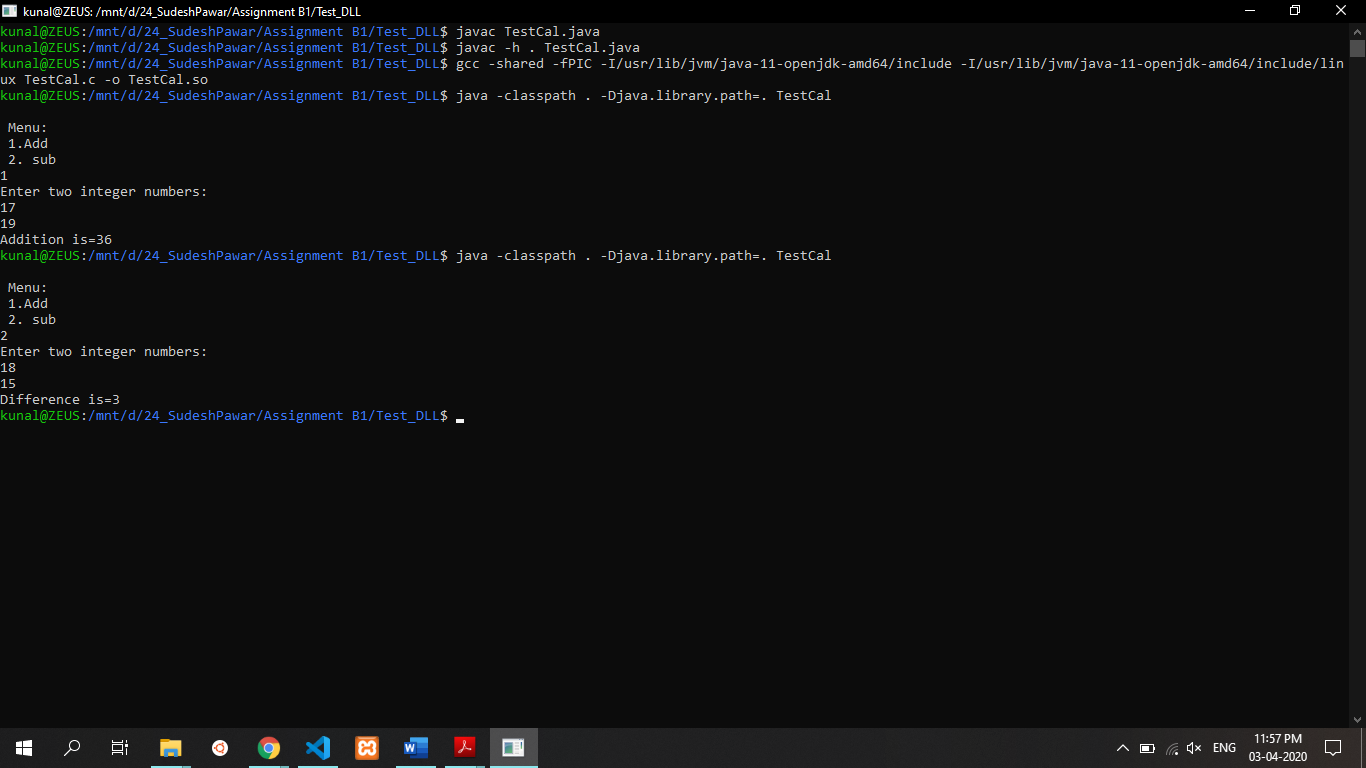 kunal@ZEUS: /mnt/d/24_SudeshPawar/Assignment B1/Test_DLL
kunal@ZEUS:/mnt/d/24_SudeshPawar/Assignment B1/Test_DLL$ javac TestCal.java
kunal@ZEUS:/mnt/d/24_SudeshPawar/Assignment B1/Test_DLL$ javac -h . TestCal.java
kunal@ZEUS:/mnt/d/24_SudeshPawar/Assignment B1/Test_DLL$ gcc -shared -fPIC -I/usr/lib/jvm/java-11-openjdk-amd64/include -I/usr/lib/jvm/java-11-openjdk-amd64/include/lin
ux TestCal.c -o TestCal.so
kunal@ZEUS:/mnt/d/24_SudeshPawar/Assignment B1/Test_DLL$ java -classpath . -Djava.library.path=. TestCal
Menu:
1.Add
2. sub
1
Enter two integer numbers:
17
19
Addition is=36
kunal@ZEUS:/mnt/d/24_SudeshPawar/Assignment B1/Test_DLL$ java -classpath . -Djava.library.path=. TestCal
Menu:
1.Add
2. sub
2
Enter two integer numbers:
18
15
Difference is=3
kunal@ZEUS:/mnt/d/24_SudeshPawar/Assignment B1/Test_DLL$
ENG
11:57 PM
03-04-2020